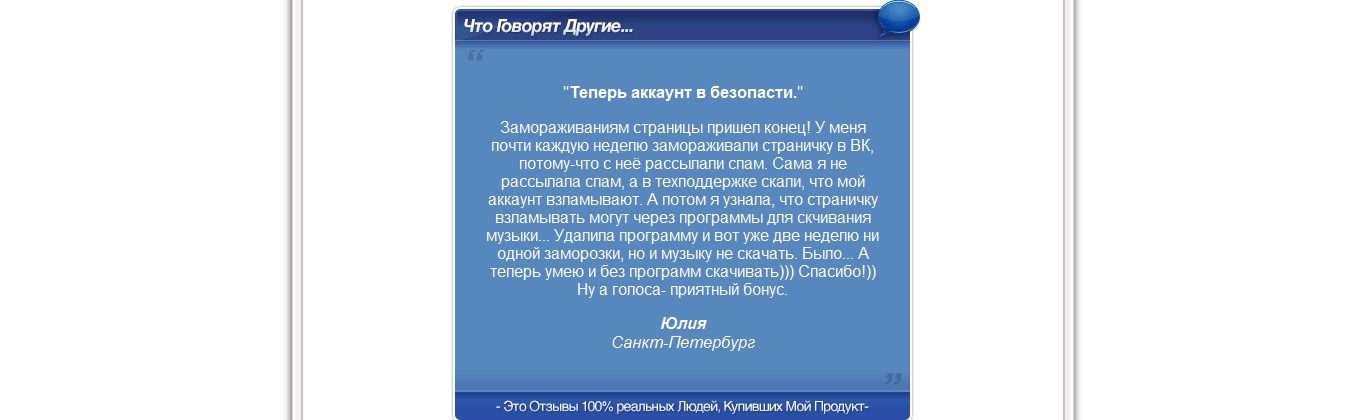 Что Говорят Другие...
"Теперь аккаунт в безопасти."
Замораживаниям страницы пришел конец! У меня
почти каждую неделю замораживали страничку в ВК,
потому-что с неё рассылали спам. Сама я не
рассылала спам, а в техподдержке скали, что мой
аккаунт взламывают. А потом я узнала, что страничку
взламывать могут через программы для скчивания
музыки... Удалила программу и вот уже две неделю ни
одной заморозки, но и музыку не скачать. Было... А
теперь умею и без программ скачивать))) Спасибо!))
Ну а голоса- приятный бонус.
Юлия
Санкт-Петербург
- Это Отзывы 100% реальных Людей, Купивших Мой Продукт-